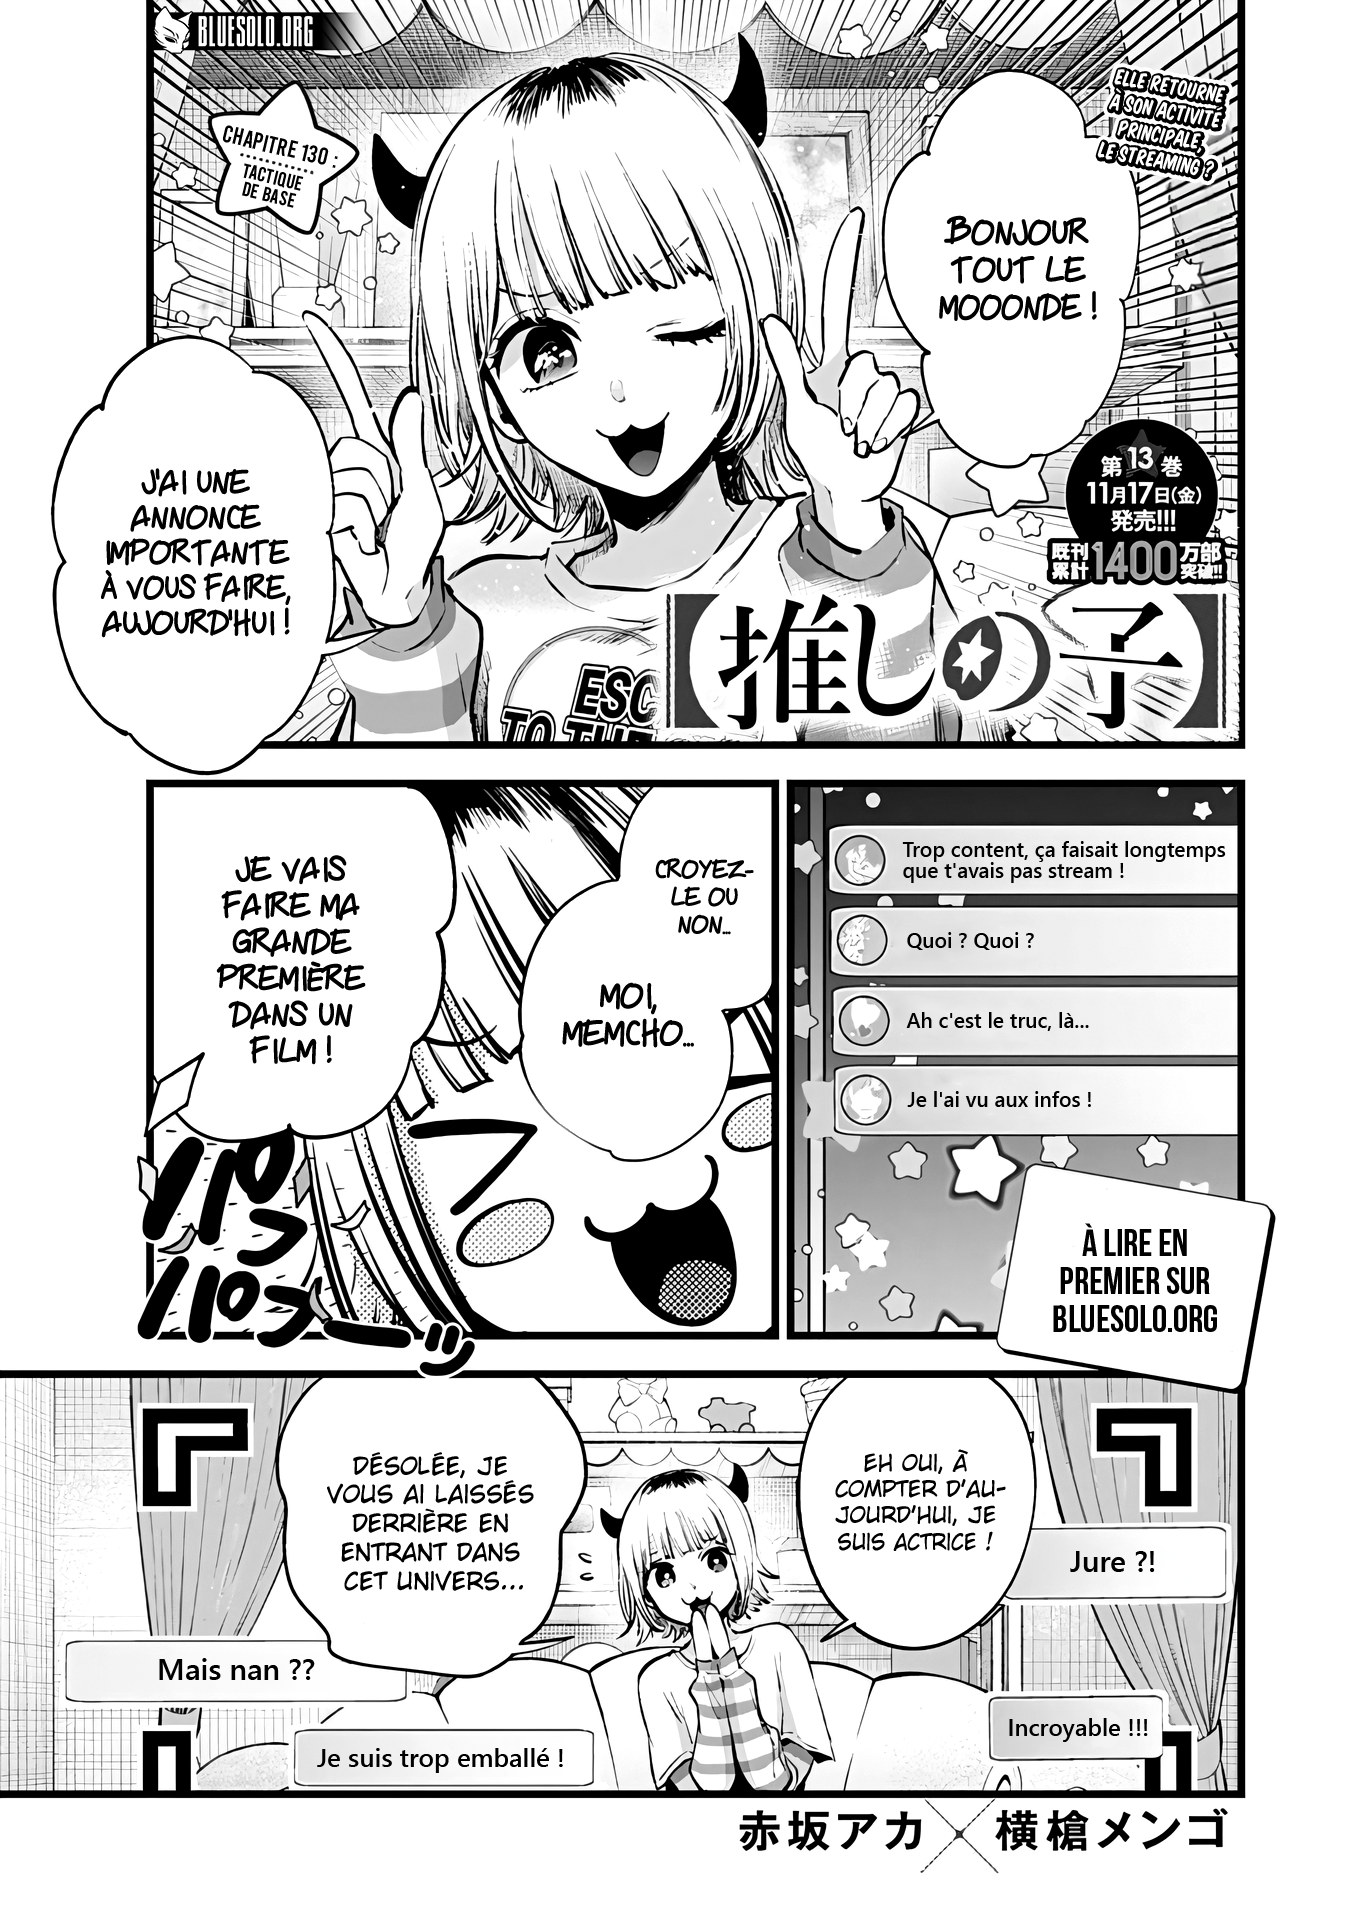 BLUESOLO.ORG
CHAPITRE 130 :
TACTIQUE
DE BASE
ELLE RETOURNE
À SON ACTIVITÉ
PRINCIPALE,
LE STREAMING ?
BONJOUR
TOUT LE
MOOONDE !
J'AI UNE
ANNONCE
IMPORTANTE
À VOUS FAIRE,
AUJOURD'HUI !
第13巻
11月17日(金)
発売!!!
既刊
累計
1400万部
突破!!
ESC
TO THE
【推しの子】
Trop content, ça faisait longtemps
que t'avais pas stream !
Quoi ? Quoi ?
Ah c'est le truc, là...
Je l'ai vu aux infos !
CROYEZ-
LE OU
NON...
MOI,
MEMCHO...
JE VAIS
FAIRE MA
GRANDE
PREMIÈRE
DANS UN
FILM !
パフ
パフーッ
À LIRE EN
PREMIER SUR
BLUESOLO.ORG
EH OUI, À
COMPTER D'AU-
JOURD'HUI, JE
SUIS ACTRICE !
DÉSOLÉE, JE
VOUS AI LAISSÉS
DERRIÈRE EN
ENTRANT DANS
CET UNIVERS...
Jure ?!
Mais nan ??
Incroyable !!!
Je suis trop emballé !
赤坂アカ×横槍メンゴ